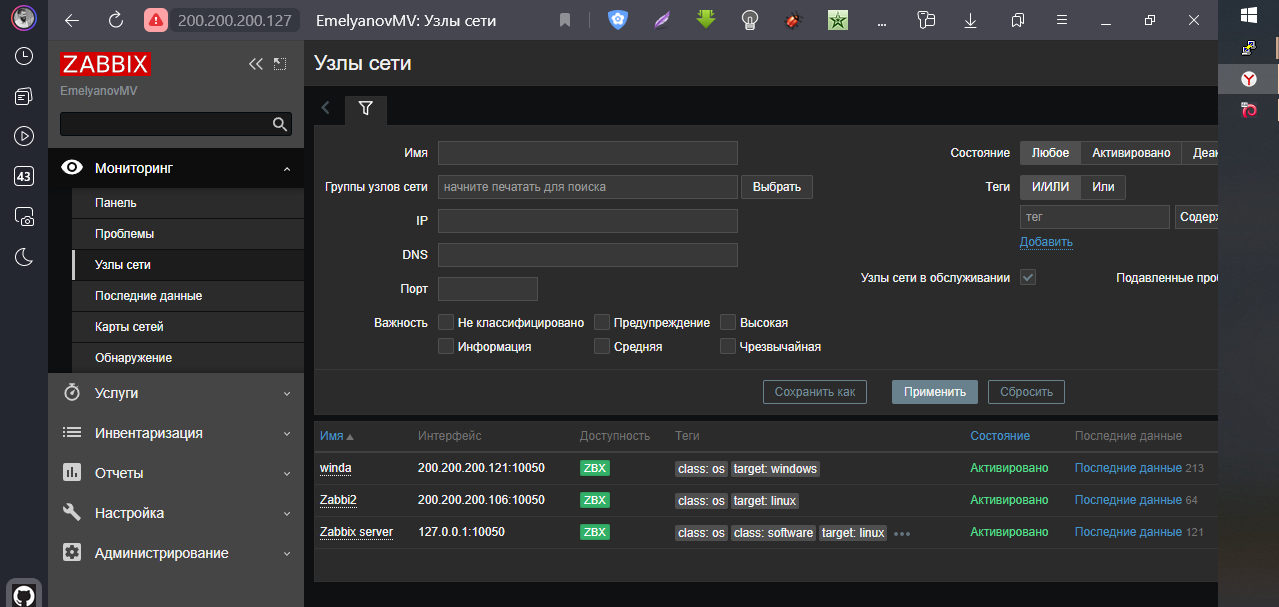 200.200.200.127 EmelyanovMV: Узлы сети ...
ZABBIX
EmelyanovMV
43
Мониторинг
Панель
Проблемы
Узлы сети
Последние данные
Карты сетей
Обнаружение
Услуги
Инвентаризация
Отчеты
Настройка
Администрирование
Узлы сети
Имя
Группы узлов сети начните печатать для поиска Выбрать
IP
DNS
Порт
Важность Не классифицировано Предупреждение Высокая
Информация Средняя Чрезвычайная
Состояние Любое Активировано Деак
Теги И/ИЛИ Или
тег Содерж
Добавить
Узлы сети в обслуживании Подавленные проб
Сохранить как Применить Сбросить
Имя Интерфейс Доступность Теги Состояние Последние данные
winda 200.200.200.121:10050 ZBX class: os target: windows Активировано Последние данные 213
Zabbi2 200.200.200.106:10050 ZBX class: os target: linux Активировано Последние данные 64
Zabbix server 127.0.0.1:10050 ZBX class: os class: software target: linux Активировано Последние данные 121